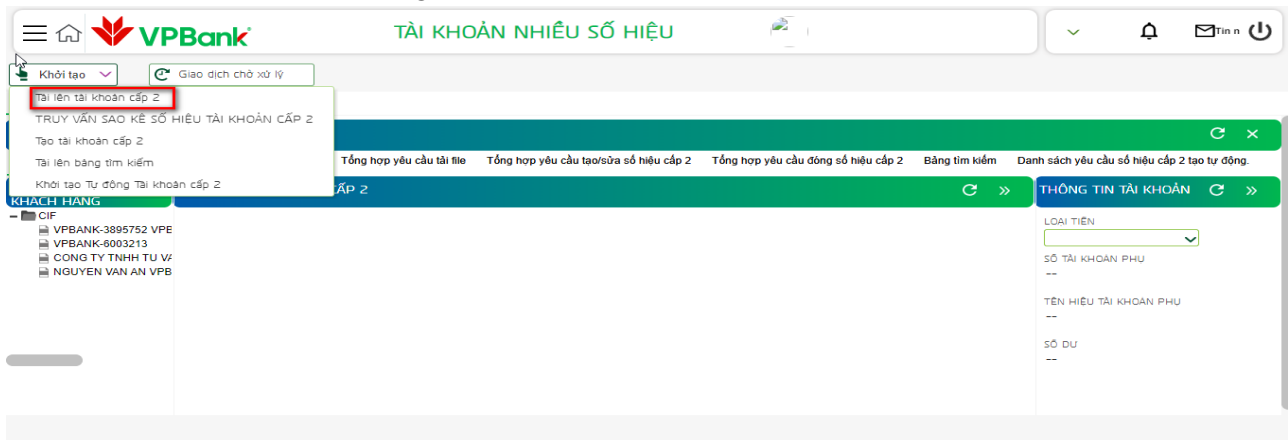 VPBank
TÀI KHOẢN NHIỀU SỐ HIỆU
Tin n
Khởi tạo
Giao dịch chờ xử lý
Tải lên tài khoản cấp 2
TRUY VẤN SAO KÊ SỐ HIỆU TÀI KHOẢN CẤP 2
Tạo tài khoản cấp 2
Tải lên bảng tìm kiếm
Khởi tạo Tự động Tài khoản cấp 2
Tổng hợp yêu cầu tải file
Tổng hợp yêu cầu tạo/sửa số hiệu cấp 2
Tổng hợp yêu cầu đóng số hiệu cấp 2
Bảng tìm kiếm
Danh sách yêu cầu số hiệu cấp 2 tạo tự động.
KHÁCH HÀNG
CẤP 2
THÔNG TIN TÀI KHOẢN
CIF
VPBANK-3895752 VPB
VPBANK-6003213
CONG TY TNHH TU VA
NGUYEN VAN AN VPB
LOẠI TIỀN
SỐ TÀI KHOẢN PHỤ
--
TÊN HIỆU TÀI KHOẢN PHỤ
--
SỐ DƯ
--